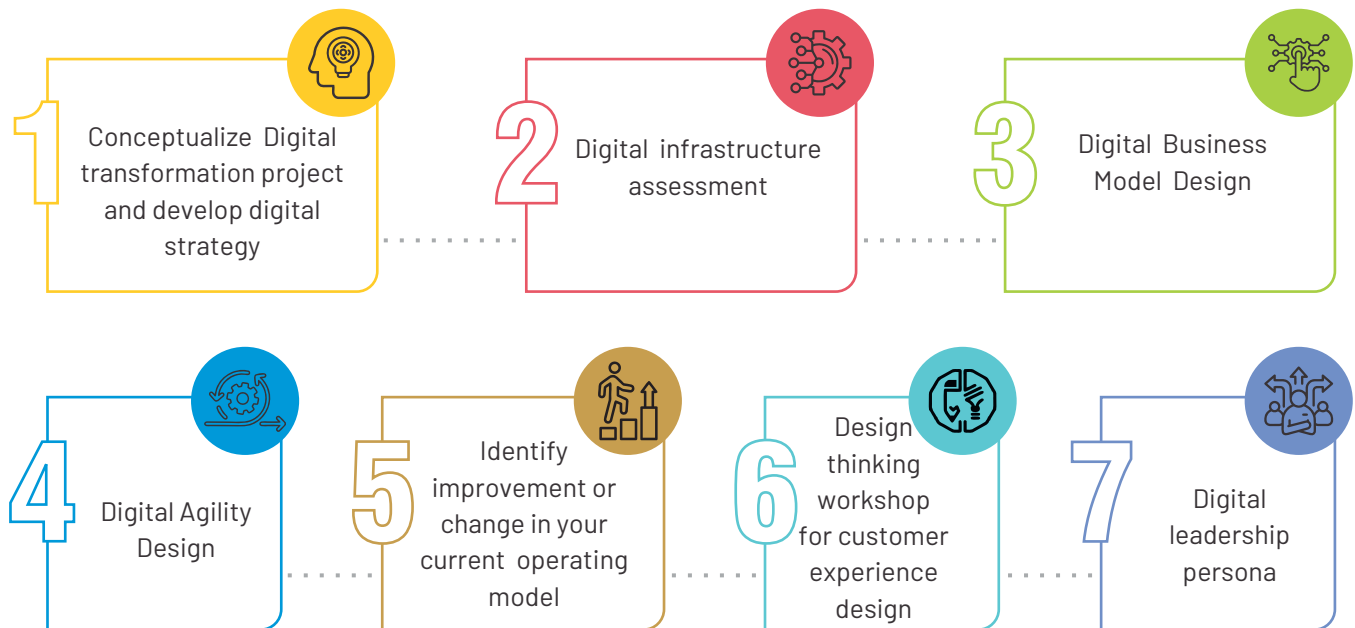 1
Conceptualize Digital
transformation project
and develop digital
strategy
2
Digital infrastructure
assessment
3
Digital Business
Model Design
4
Digital Agility
Design
5
Identify
improvement or
change in your
current operating
model
6
Design
thinking
workshop
for customer
experience
design
7
Digital
leadership
persona